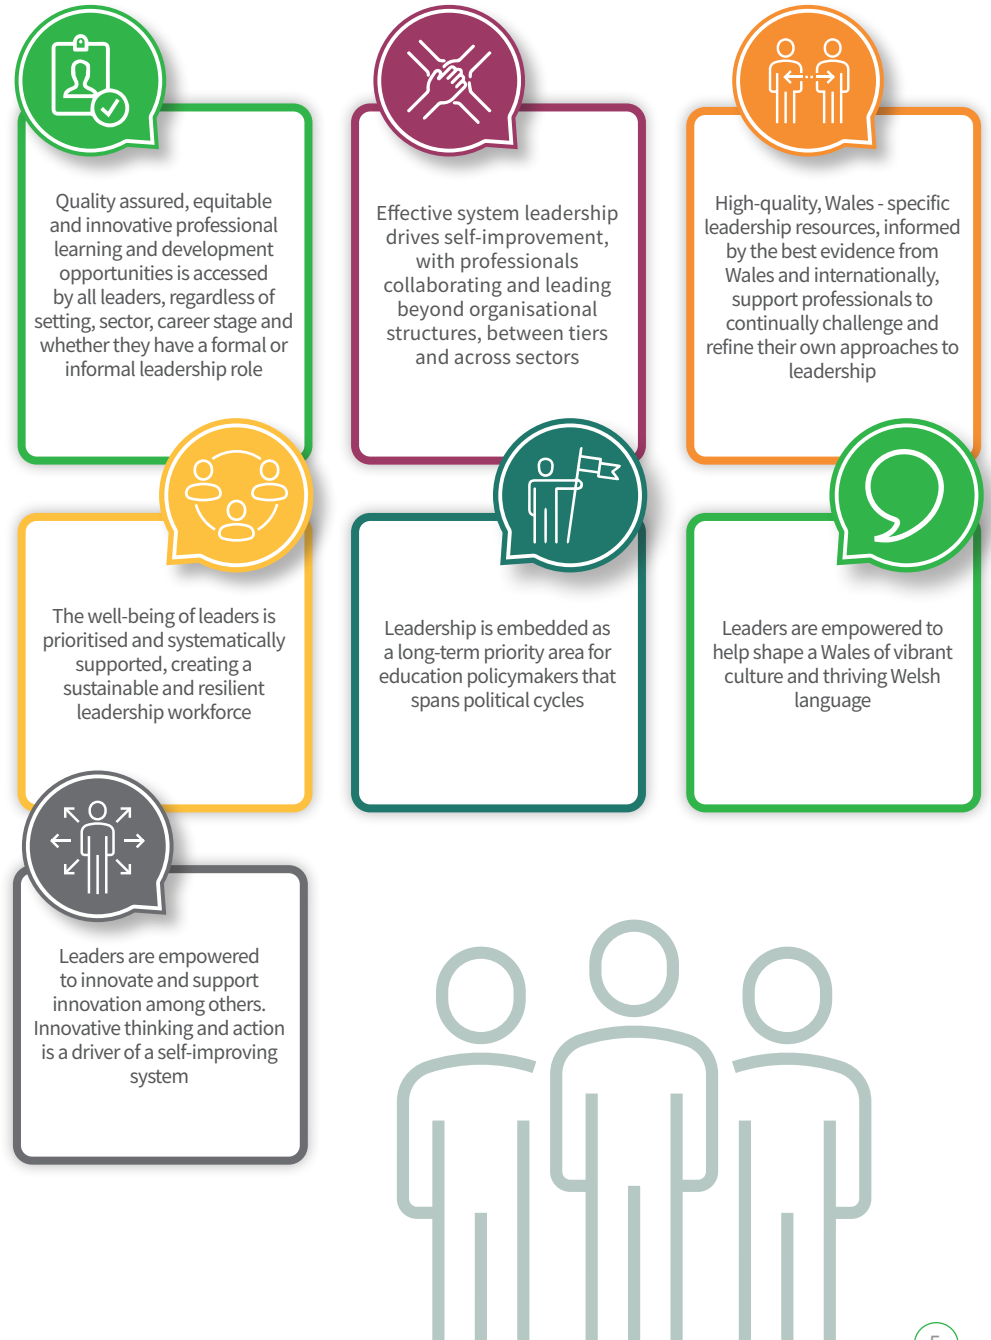 Quality assured, equitable
and innovative professional
learning and development
opportunities is accessed
by all leaders, regardless of
setting, sector, career stage and
whether they have a formal or
informal leadership role
Effective system leadership
drives self-improvement,
with professionals
collaborating and leading
beyond organisational
structures, between tiers
and across sectors
High-quality, Wales - specific
leadership resources, informed
by the best evidence from
Wales and internationally,
support professionals to
continually challenge and
refine their own approaches to
leadership
The well-being of leaders is
prioritised and systematically
supported, creating a
sustainable and resilient
leadership workforce
Leadership is embedded as
a long-term priority area for
education policymakers that
spans political cycles
Leaders are empowered to
help shape a Wales of vibrant
culture and thriving Welsh
language
Leaders are empowered
to innovate and support
innovation among others.
Innovative thinking and action
is a driver of a self-improving
system